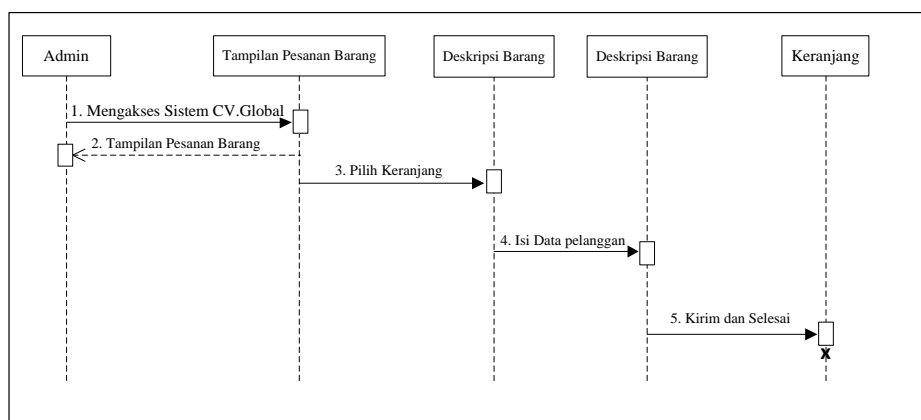 Admin
Tampilan Pesanan Barang
Deskripsi Barang
Deskripsi Barang
Keranjang
1. Mengakses Sistem CV.Global
2. Tampilan Pesanan Barang
3. Pilih Keranjang
4. Isi Data pelanggan
5. Kirim dan Selesai
X